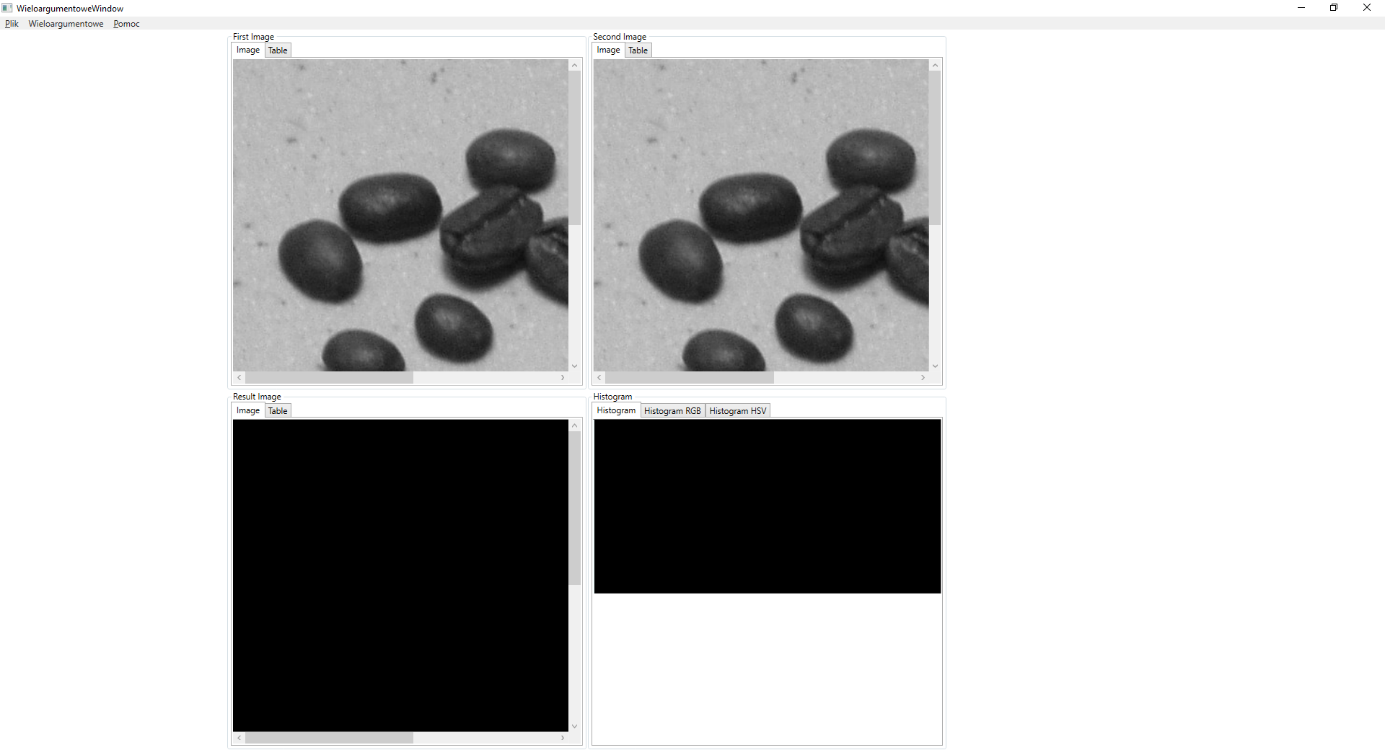 WieloargumentoweWindow
Plik Wieloargumentowe Pomoc
First Image
Image Table
Second Image
Image Table
Result Image
Image Table
Histogram
Histogram Histogram RGB Histogram HSV